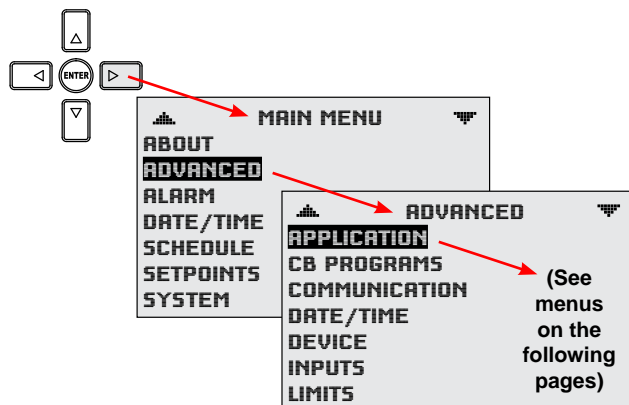 ENTER
MAIN MENU
ABOUT
ADVANCED
ALARM
DATE/TIME
SCHEDULE
SETPOINTS
SYSTEM
ADVANCED
APPLICATION
CB PROGRAMS
COMMUNICATION
DATE/TIME
DEVICE
INPUTS
LIMITS
(See
menus
on the
following
pages)